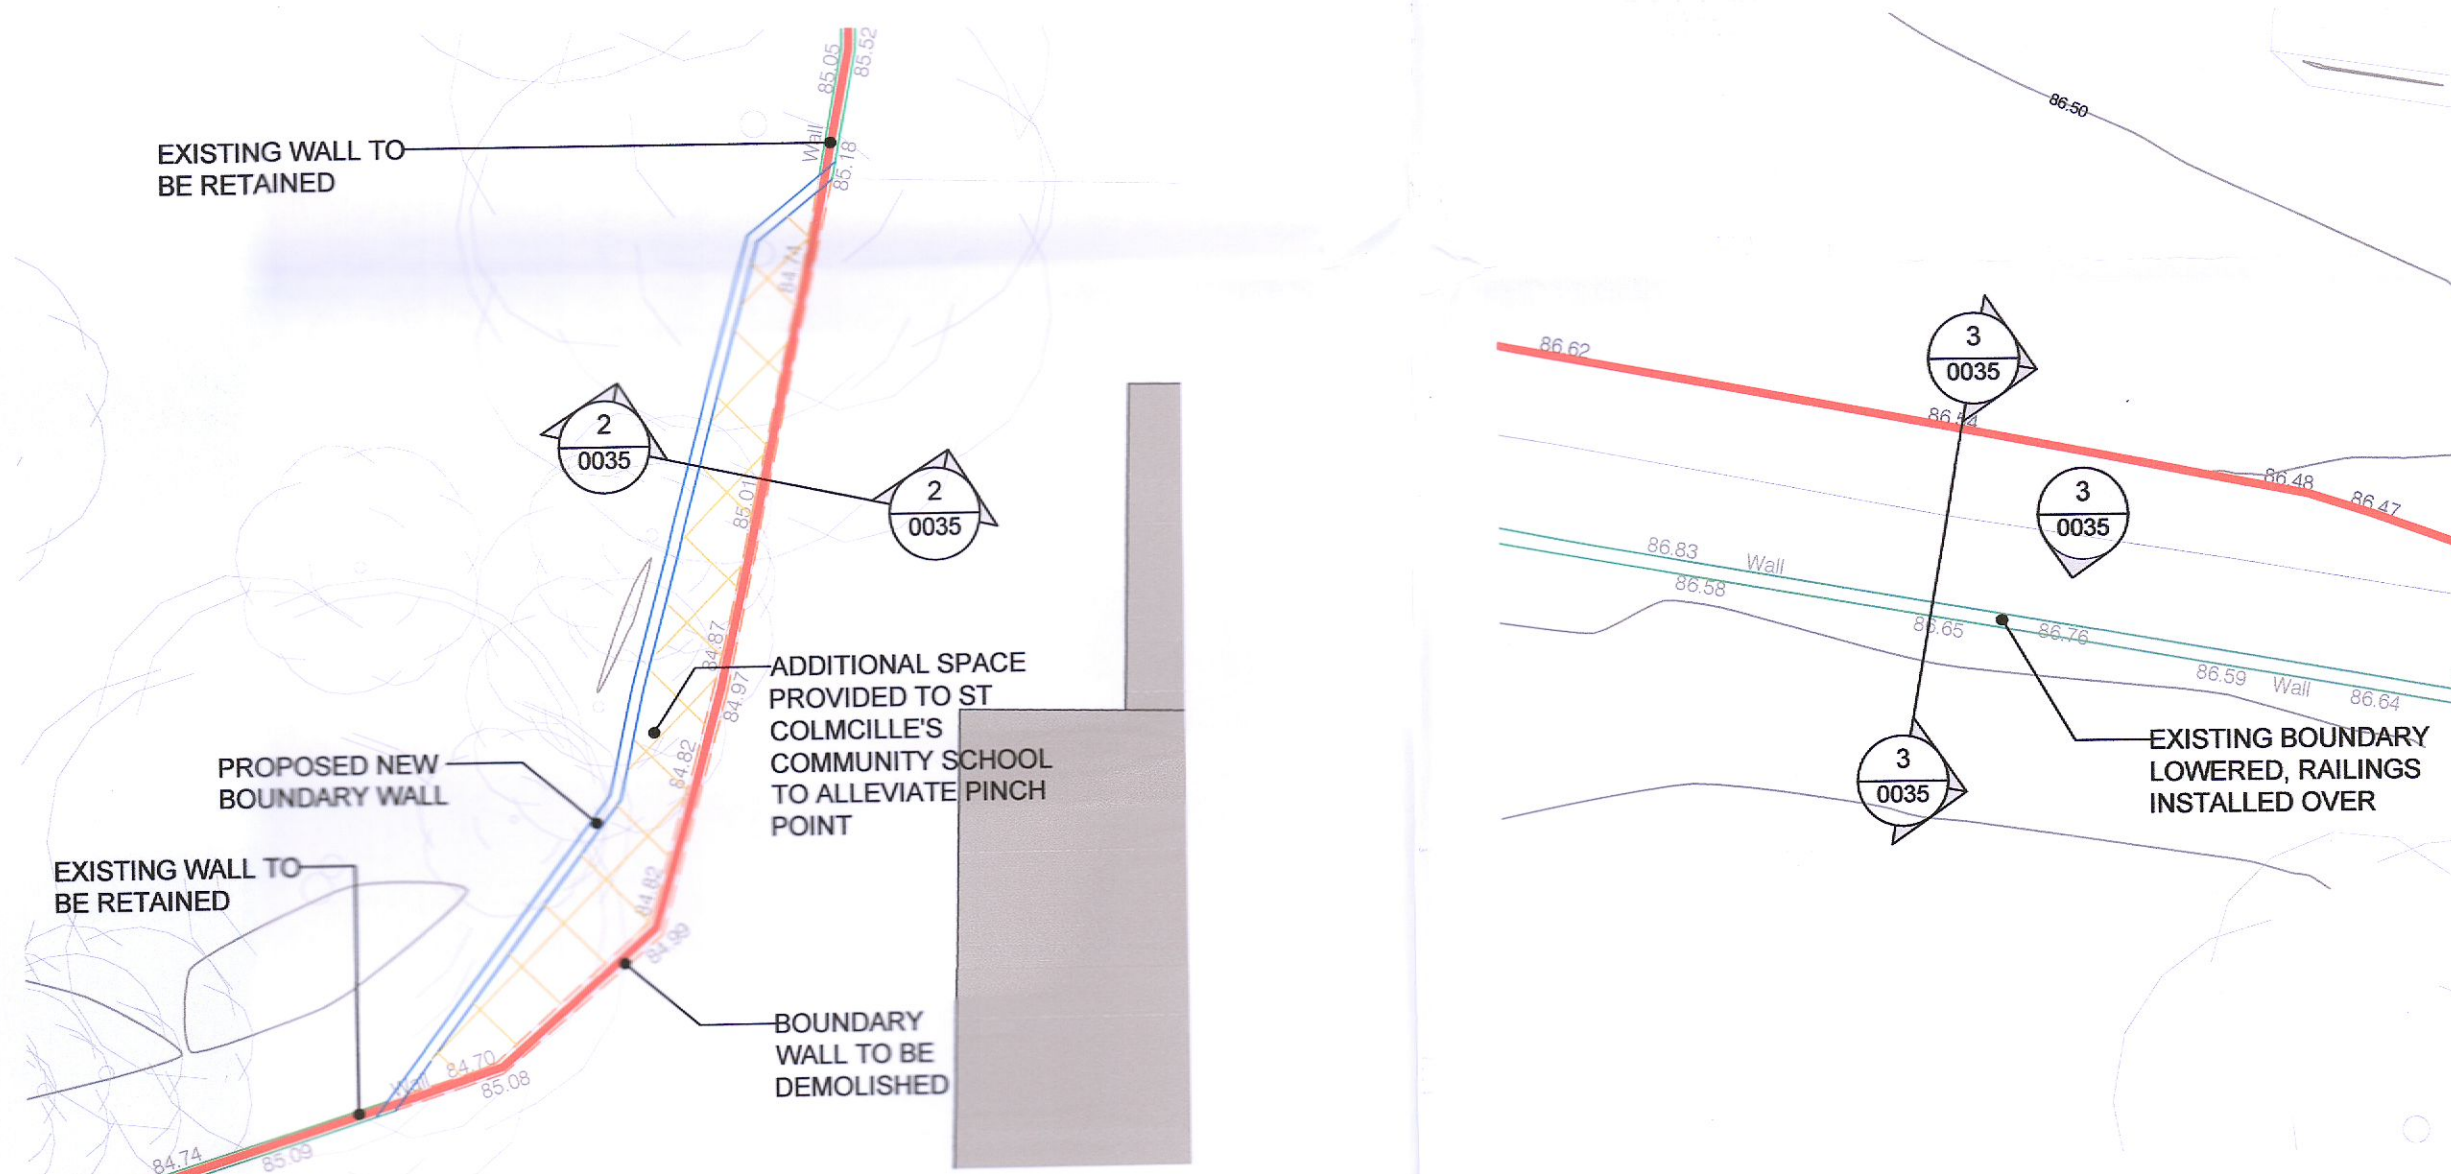 85.05
85.52
EXISTING WALL TO
BE RETAINED
Wall
85.18
84.74
2
0035
2
0035
85.01
84.87
84.97
ADDITIONAL SPACE
PROVIDED TO ST
COLMCILLE'S
COMMUNITY SCHOOL
TO ALLEVIATE PINCH
POINT
84.82
PROPOSED NEW
BOUNDARY WALL
EXISTING WALL TO
BE RETAINED
84.82
84.99
BOUNDARY
WALL TO BE
DEMOLISHED
84.70
Wall
85.08
84.74
85.09
86.50
86.62
3
0035
86.54
86.48
86.47
3
0035
86.83
Wall
86.58
86.65
86.76
86.59
Wall
86.64
3
0035
EXISTING BOUNDARY
LOWERED, RAILINGS
INSTALLED OVER